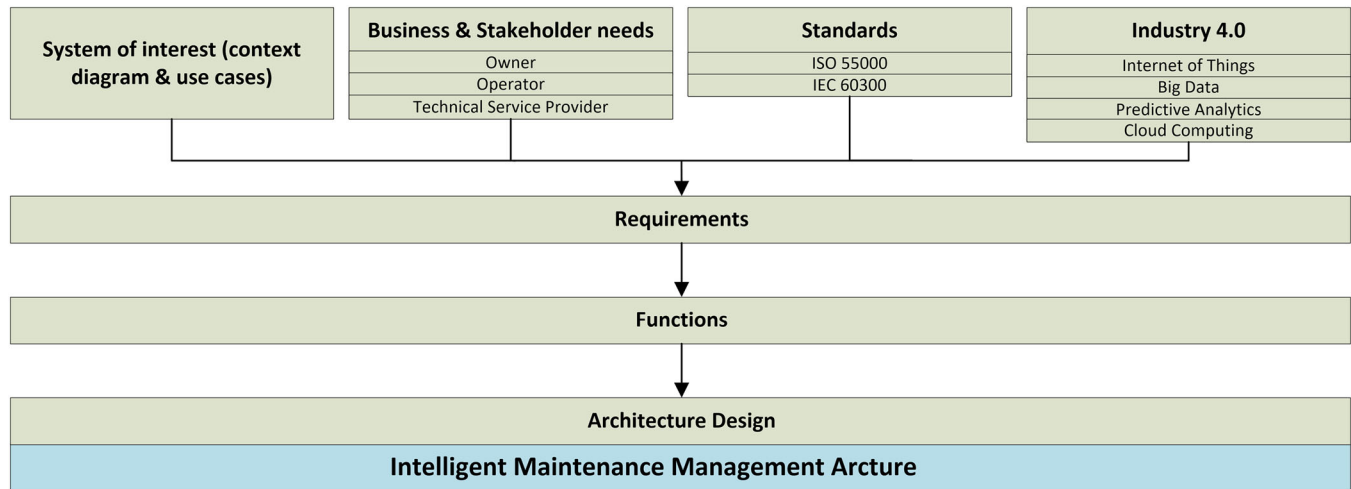 System of interest (context
diagram & use cases)
Business & Stakeholder needs
Owner
Operator
Technical Service Provider
Standards
ISO 55000
IEC 60300
Industry 4.0
Internet of Things
Big Data
Predictive Analytics
Cloud Computing
Requirements
Functions
Architecture Design
Intelligent Maintenance Management Arcture